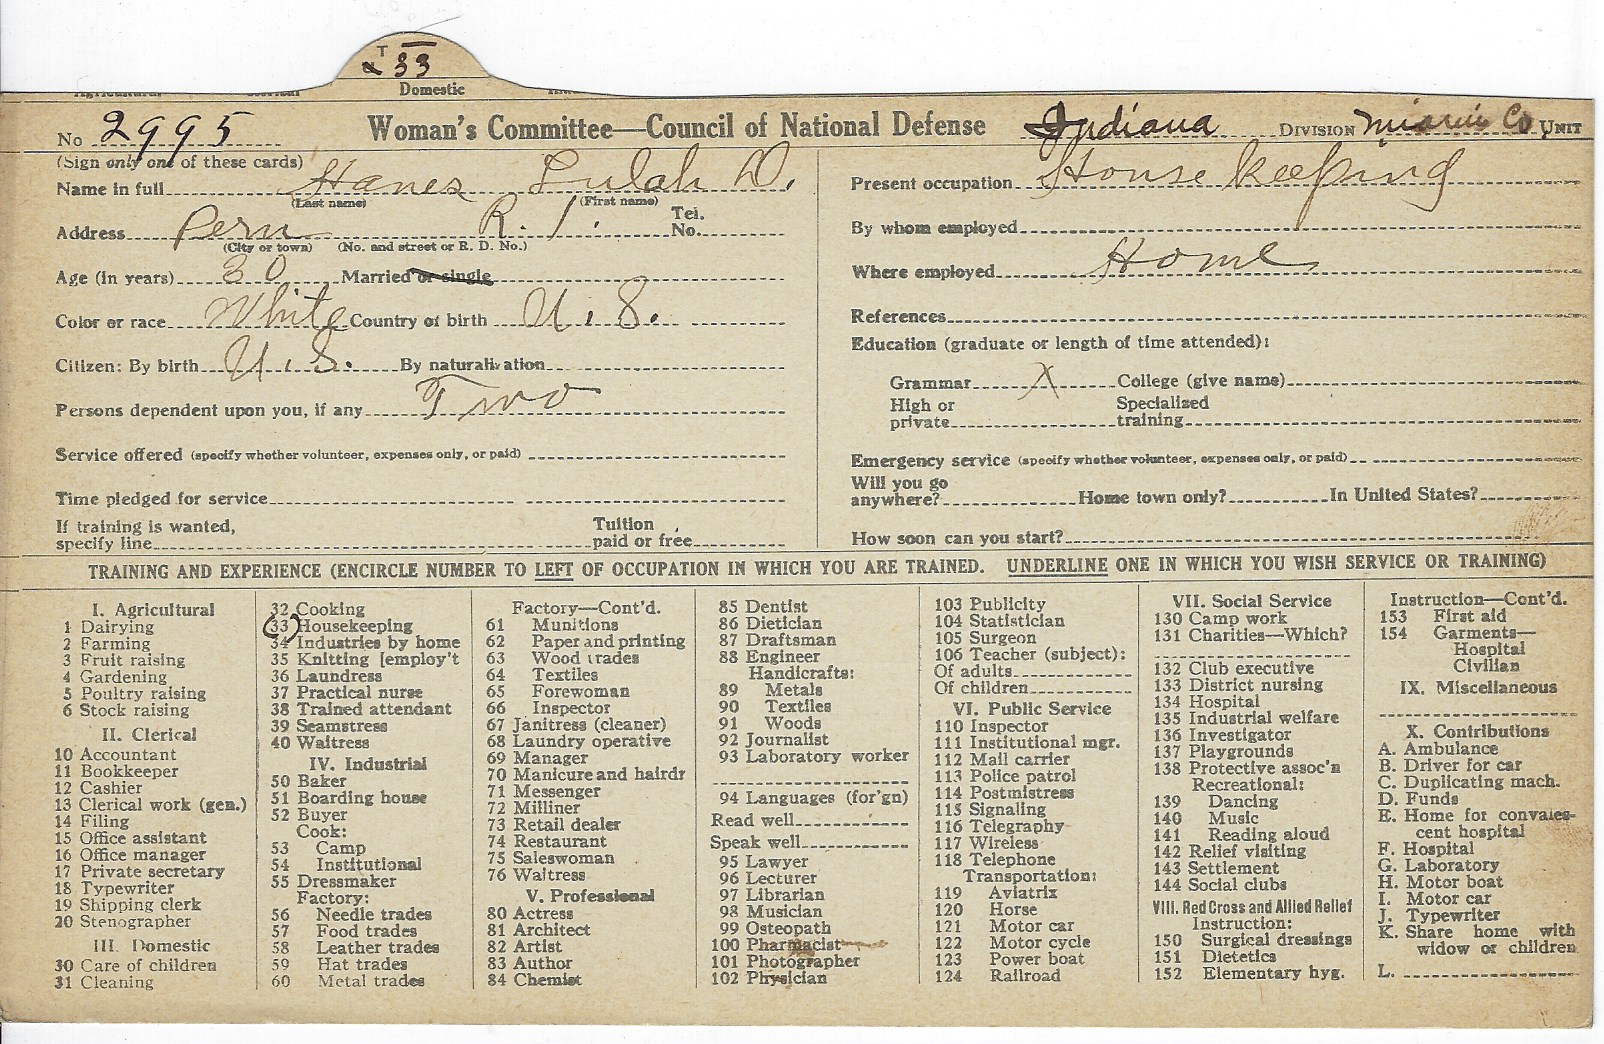 T
33
Domestic
No 2995 Woman's Committee—Council of National Defense Indiana DIVISION Miami Co UNIT
(Sign only one of these cards)
Name in full Hanes Lulah D.
(Last name) (First name)
Address Peru R. 1. Tel. No.
(City or town) (No. and street or R. D. No.)
Age (in years) 30 Married or single
Color or race White Country of birth U. S.
Citizen: By birth U. S. By naturalization
Persons dependent upon you, if any Two
Service offered (specify whether volunteer, expenses only, or paid)
Time pledged for service
If training is wanted,
specify line Tuition paid or free
Present occupation House keeping
By whom employed
Where employed Home
References
Education (graduate or length of time attended):
Grammar X College (give name)
High or private Specialized training
Emergency service (specify whether volunteer, expenses only, or paid)
Will you go anywhere? Home town only? In United States?
How soon can you start?
TRAINING AND EXPERIENCE (ENCIRCLE NUMBER TO LEFT OF OCCUPATION IN WHICH YOU ARE TRAINED. UNDERLINE ONE IN WHICH YOU WISH SERVICE OR TRAINING)
I. Agricultural
1 Dairying
2 Farming
3 Fruit raising
4 Gardening
5 Poultry raising
6 Stock raising
II. Clerical
10 Accountant
11 Bookkeeper
12 Cashier
13 Clerical work (gen.)
14 Filing
15 Office assistant
16 Office manager
17 Private secretary
18 Typewriter
19 Shipping clerk
20 Stenographer
III. Domestic
30 Care of children
31 Cleaning
32 Cooking
33 Housekeeping
34 Industries by home
35 Knitting [employ't
36 Laundress
37 Practical nurse
38 Trained attendant
39 Seamstress
40 Waitress
IV. Industrial
50 Baker
51 Boarding house
52 Buyer
Cook:
53 Camp
54 Institutional
55 Dressmaker
Factory:
56 Needle trades
57 Food trades
58 Leather trades
59 Hat trades
60 Metal trades
Factory—Cont'd.
61 Munitions
62 Paper and printing
63 Wood trades
64 Textiles
65 Forewoman
66 Inspector
67 Janitress (cleaner)
68 Laundry operative
69 Manager
70 Manicure and hairdr
71 Messenger
72 Milliner
73 Retail dealer
74 Restaurant
75 Saleswoman
76 Waitress
V. Professional
80 Actress
81 Architect
82 Artist
83 Author
84 Chemist
85 Dentist
86 Dietician
87 Draftsman
88 Engineer
Handicrafts:
89 Metals
90 Textiles
91 Woods
92 Journalist
93 Laboratory worker
94 Languages (for'gn)
Read well
Speak well
95 Lawyer
96 Lecturer
97 Librarian
98 Musician
99 Osteopath
100 Pharmacist
101 Photographer
102 Physician
103 Publicity
104 Statistician
105 Surgeon
106 Teacher (subject):
Of adults
Of children
VI. Public Service
110 Inspector
111 Institutional mgr.
112 Mail carrier
113 Police patrol
114 Postmistress
115 Signaling
116 Telegraphy
117 Wireless
118 Telephone
Transportation:
119 Aviatrix
120 Horse
121 Motor car
122 Motor cycle
123 Power boat
124 Railroad
VII. Social Service
130 Camp work
131 Charities—Which?
132 Club executive
133 District nursing
134 Hospital
135 Industrial welfare
136 Investigator
137 Playgrounds
138 Protective assoc'n
Recreational:
139 Dancing
140 Music
141 Reading aloud
142 Relief visiting
143 Settlement
144 Social clubs
VIII. Red Cross and Allied Relief
Instruction:
150 Surgical dressings
151 Dietetics
152 Elementary hyg.
Instruction—Cont'd.
153 First aid
154 Garments—
Hospital
Civilian
IX. Miscellaneous
X. Contributions
A. Ambulance
B. Driver for car
C. Duplicating mach.
D. Funds
E. Home for convales-
cent hospital
F. Hospital
G. Laboratory
H. Motor boat
I. Motor car
J. Typewriter
K. Share home with
widow or children
L.